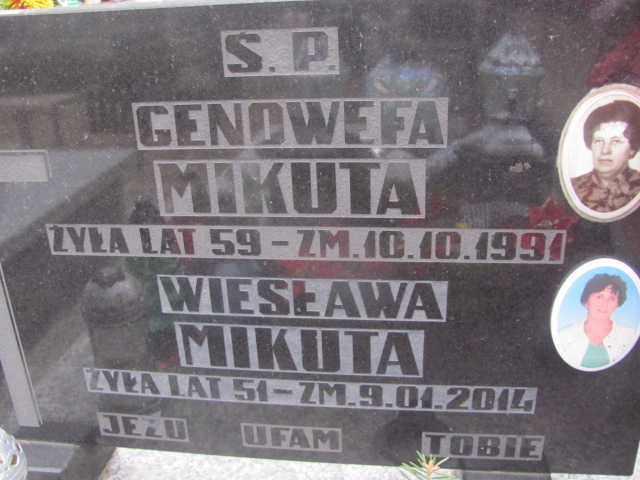 Ś. P.
GENOWEFA
MIKUTA
ŻYŁA LAT 59 - ZM. 10.10.1991
WIESŁAWA
MIKUTA
ŻYŁA LAT 51 - ZM. 9.01.2014
JEZU UFAM TOBIE